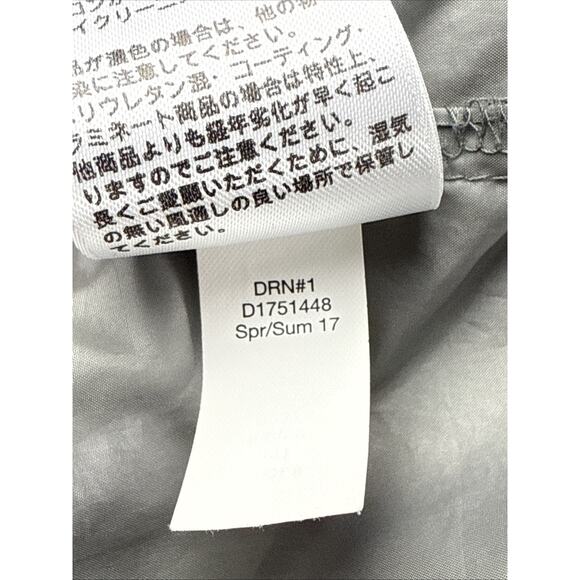 イクリーニ
品が濃色の場合は、他の物
染に注意してください。
リウレタン混・コーティング・
ラミネート商品の場合は特性上、
他商品よりも経年劣化が早く起こ
りますのでご注意ください。
長くご愛願いただくために、湿気
の無い風通しの良い場所で保管し
てください。
DRN#1
D1751448
Spr/Sum 17